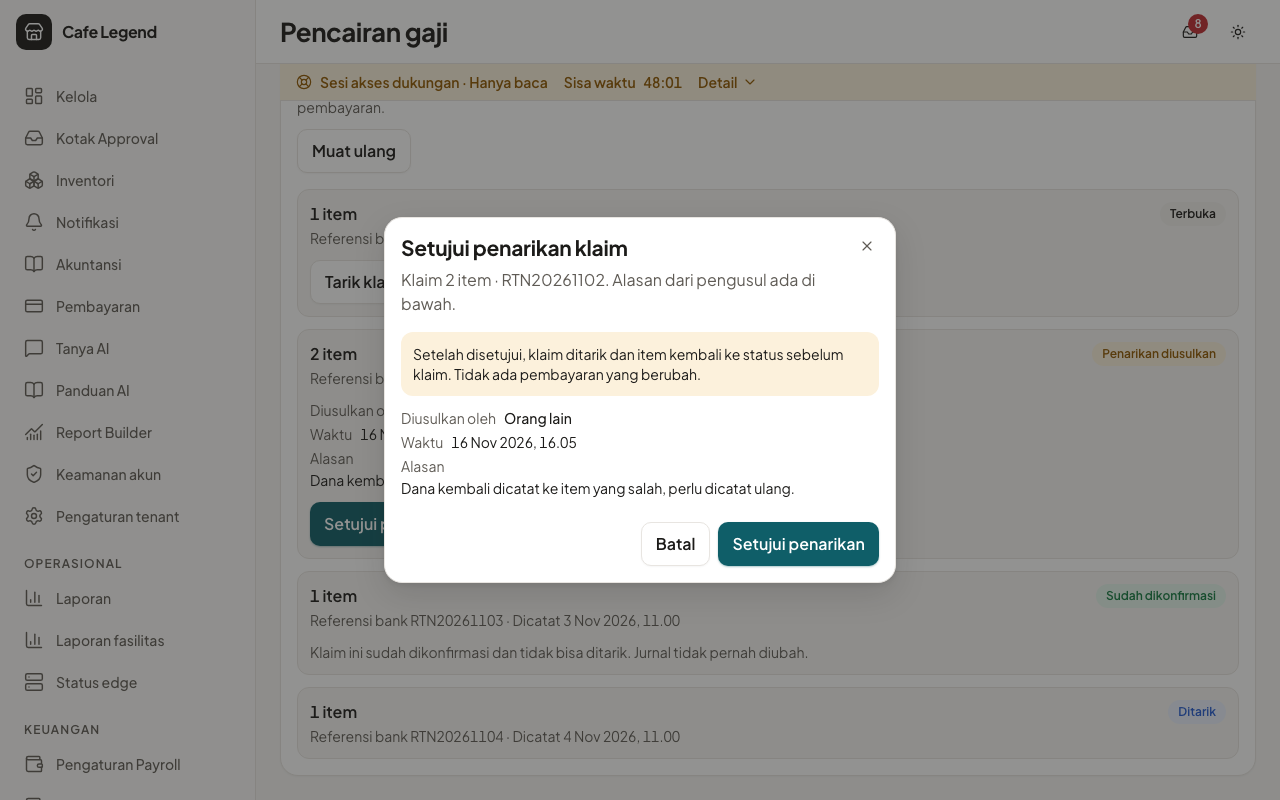 Cafe Legend
Kelola
Kotak Approval
Inventori
Notifikasi
Akuntansi
Pembayaran
Tanya AI
Panduan AI
Report Builder
Keamanan akun
Pengaturan tenant
OPERASIONAL
Laporan
Laporan fasilitas
Status edge
KEUANGAN
Pengaturan Payroll
Pencairan gaji
8
Sesi akses dukungan · Hanya baca Sisa waktu 48:01 Detail
pembayaran.
Muat ulang
1 item
Terbuka
Referensi b
Tarik kla
2 item
Penarikan diusulkan
Referensi b
Diusulkan o
Waktu 16 N
Alasan
Dana kemb
Setujui p
Setujui penarikan klaim
Klaim 2 item · RTN20261102. Alasan dari pengusul ada di
bawah.
Setelah disetujui, klaim ditarik dan item kembali ke status sebelum
klaim. Tidak ada pembayaran yang berubah.
Diusulkan oleh Orang lain
Waktu 16 Nov 2026, 16.05
Alasan
Dana kembali dicatat ke item yang salah, perlu dicatat ulang.
Batal
Setujui penarikan
1 item
Sudah dikonfirmasi
Referensi bank RTN20261103 · Dicatat 3 Nov 2026, 11.00
Klaim ini sudah dikonfirmasi dan tidak bisa ditarik. Jurnal tidak pernah diubah.
1 item
Ditarik
Referensi bank RTN20261104 · Dicatat 4 Nov 2026, 11.00